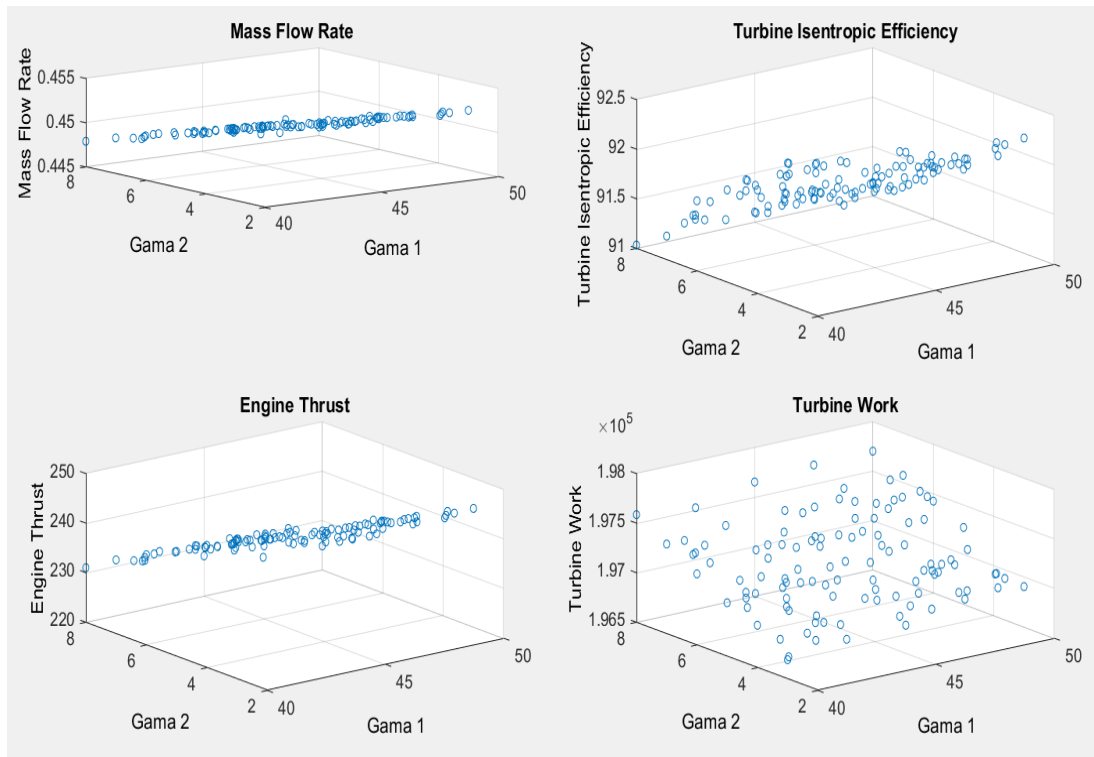 Mass Flow Rate
Mass Flow Rate
0.455
0.45
0.445
8
6
4
2
40
45
50
Gama 2
Gama 1
Turbine Isentropic Efficiency
Turbine Isentropic Efficiency
92.5
92
91.5
91
8
6
4
2
40
45
50
Gama 2
Gama 1
Engine Thrust
Engine Thrust
250
240
230
220
8
6
4
2
40
45
50
Gama 2
Gama 1
Turbine Work
×10⁵
Turbine Work
1.98
1.975
1.97
1.965
8
6
4
2
40
45
50
Gama 2
Gama 1